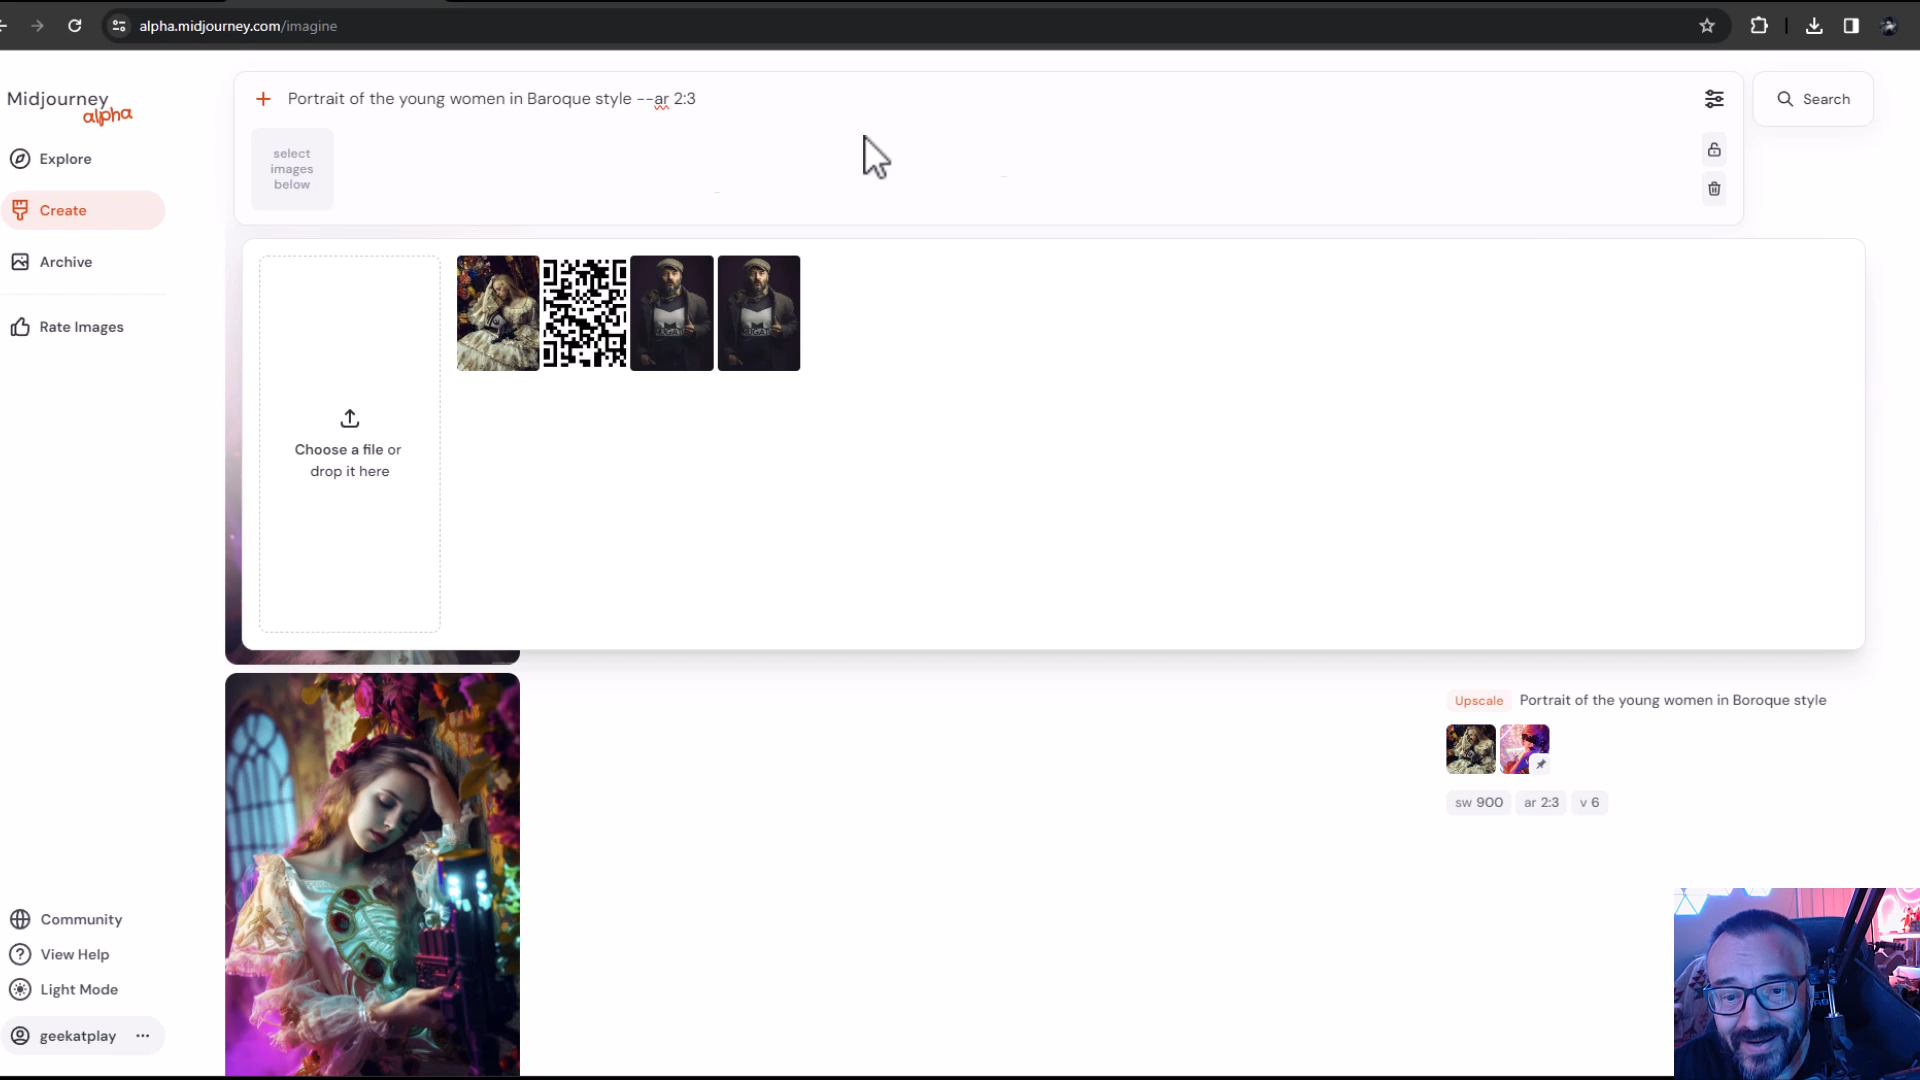 alpha.midjourney.com/imagine
Midjourney
alpha
Portrait of the young women in Baroque style --ar 2:3
Search
select
images
below
Explore
Create
Archive
Rate Images
Choose a file or
drop it here
Upscale Portrait of the young women in Boroque style
sw 900 ar 2:3 v 6
Community
View Help
Light Mode
geekatplay